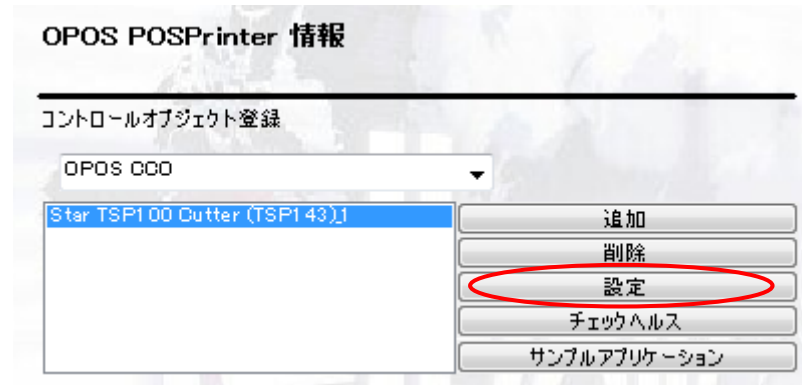 OPOS POSPrinter 情報
コントロールオブジェクト登録
OPOS CCO
Star TSP100 Cutter (TSP143)_1
追加
削除
設定
チェックヘルス
サンプルアプリケーション